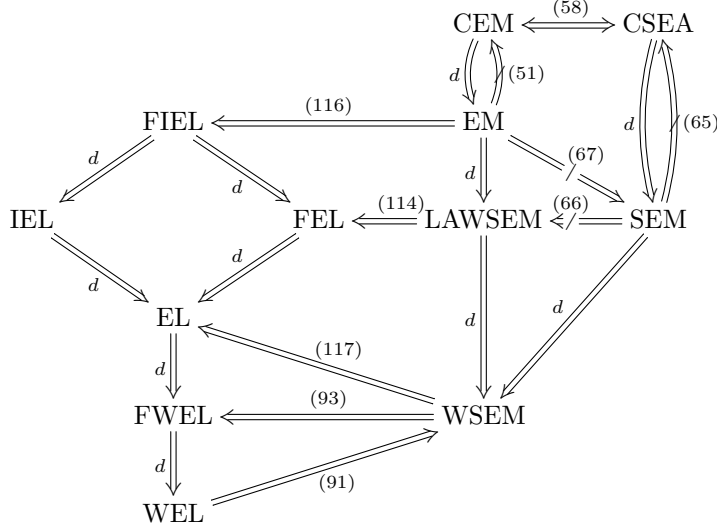 (58)
CEM CSEA
d (51)
(116)
FIEL EM
d (65)
(67)
d d d
(114) (66)
IEL FEL LAWSEM SEM
d d
EL
d d
(117)
d
(93)
FWEL WSEM
d
(91)
WEL